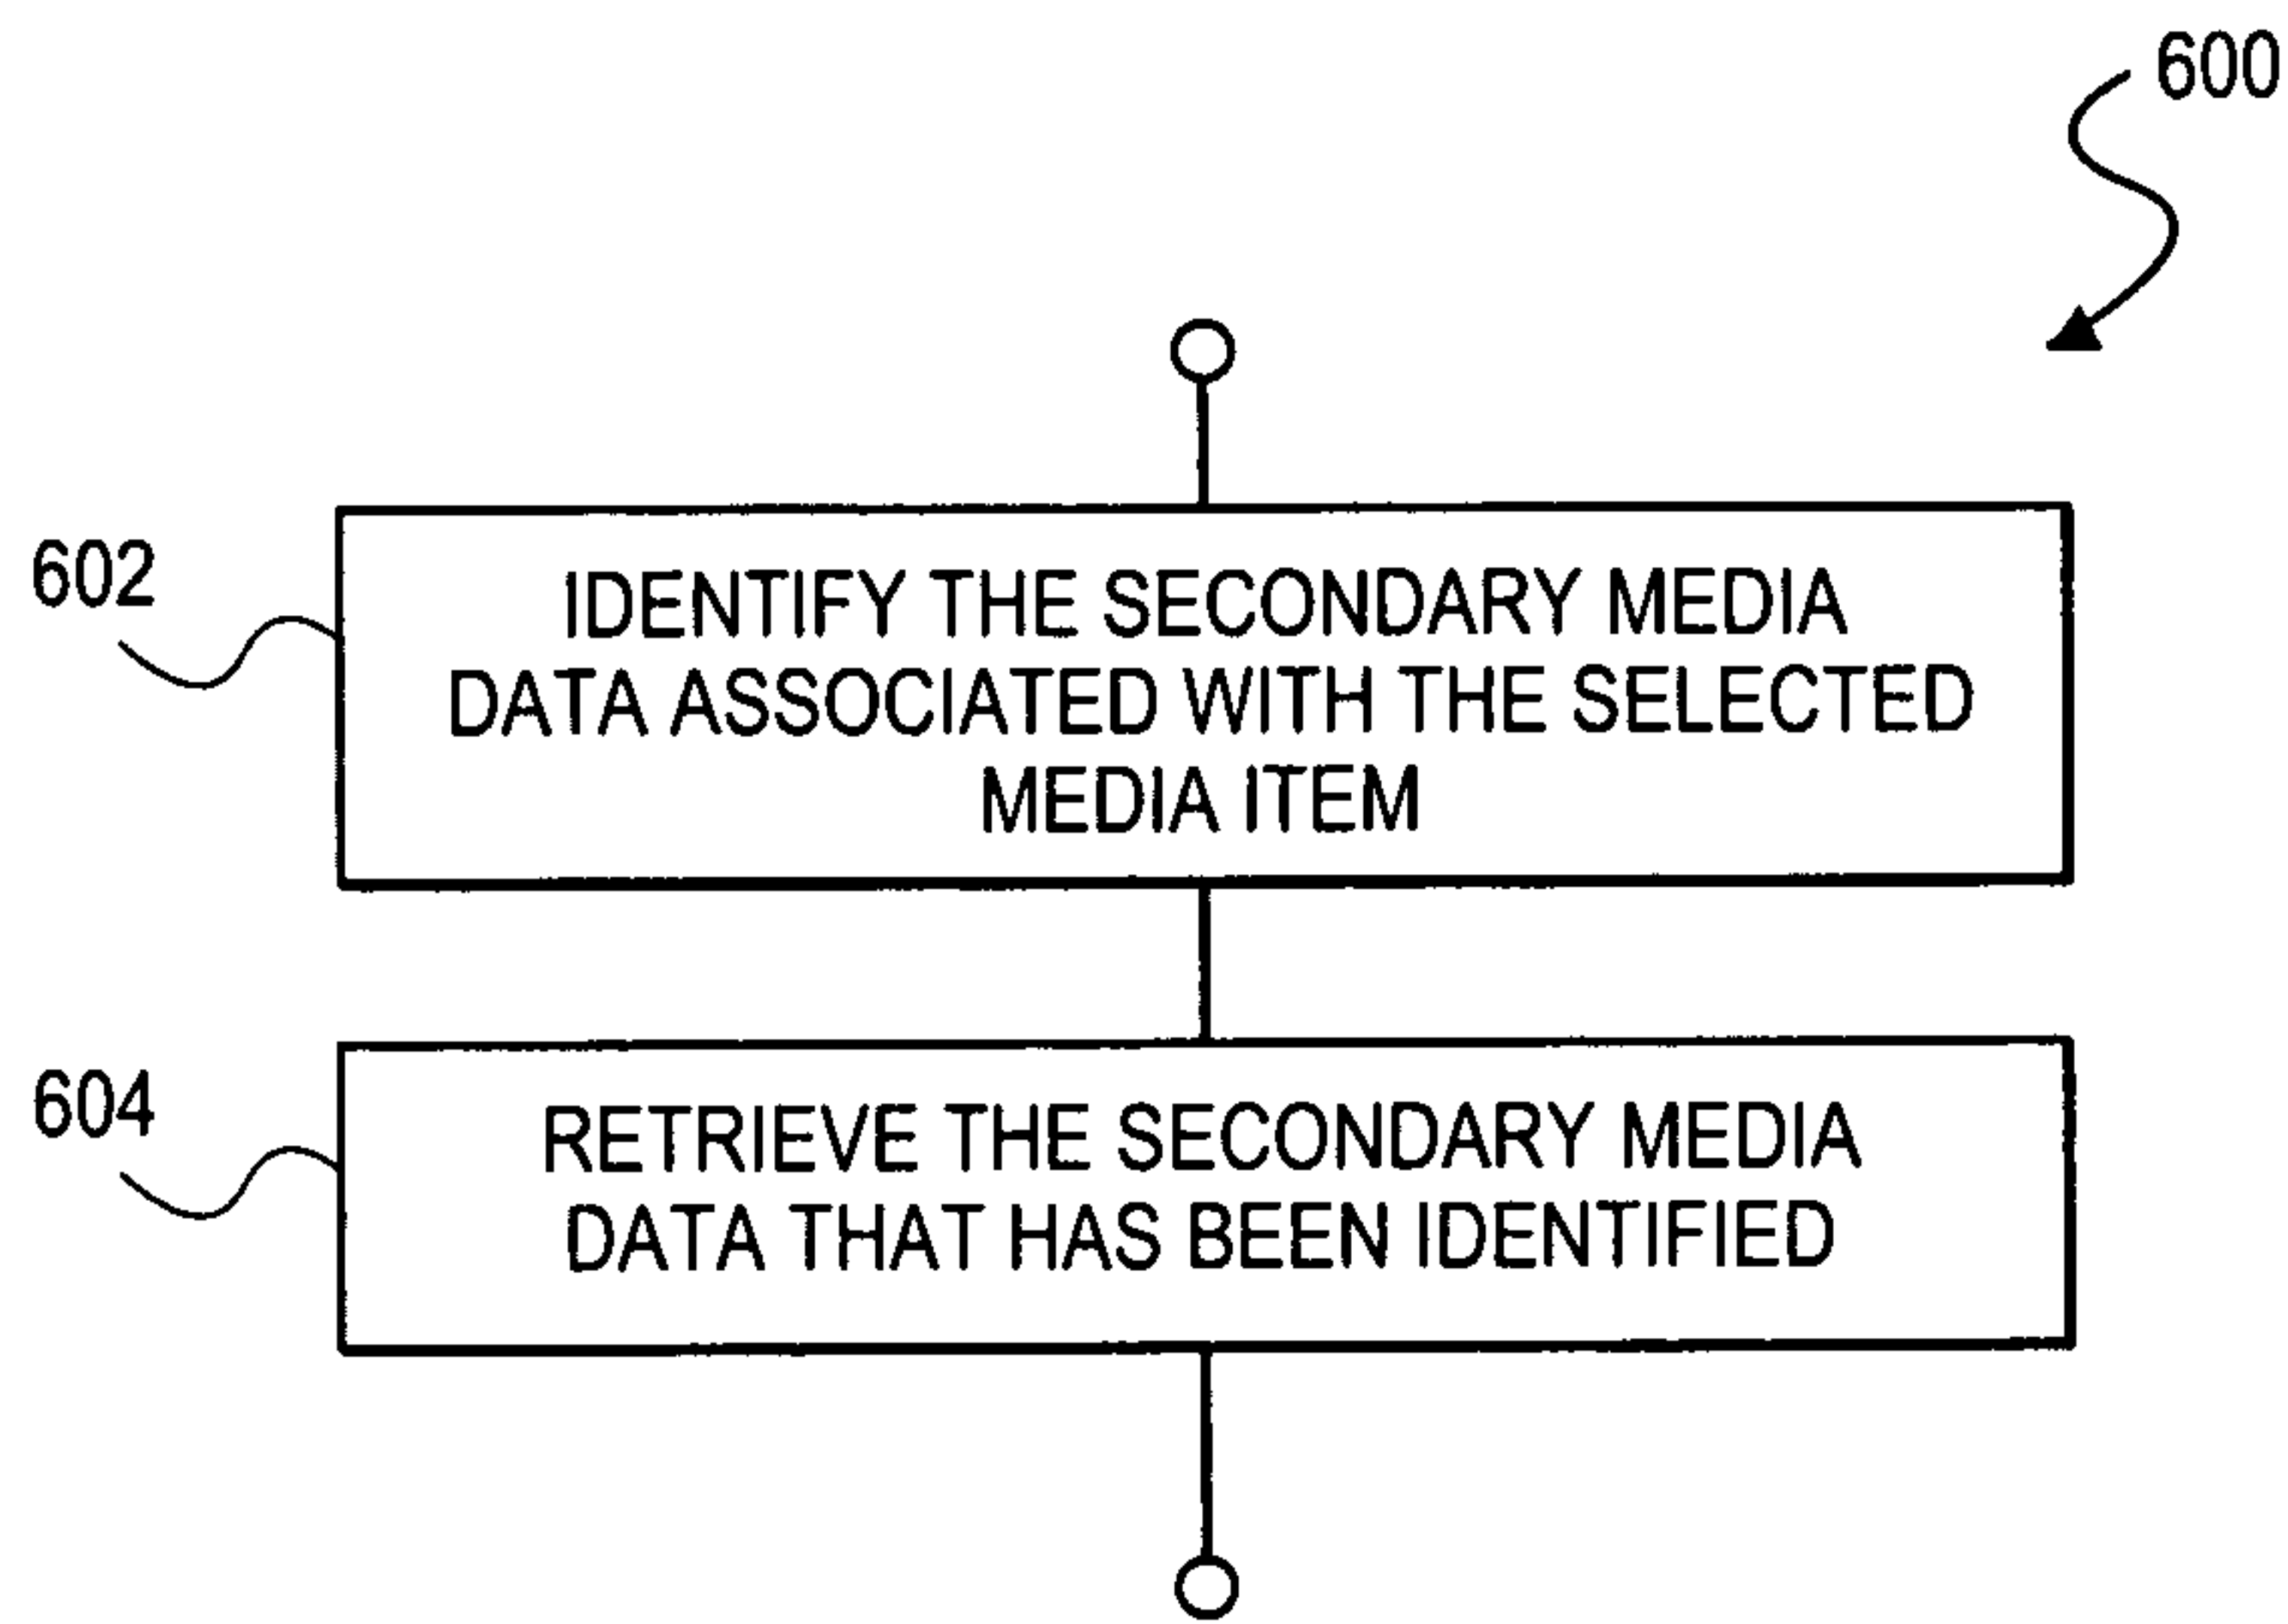 600
602
IDENTIFY THE SECONDARY MEDIA
DATA ASSOCIATED WITH THE SELECTED
MEDIA ITEM
604
RETRIEVE THE SECONDARY MEDIA
DATA THAT HAS BEEN IDENTIFIED